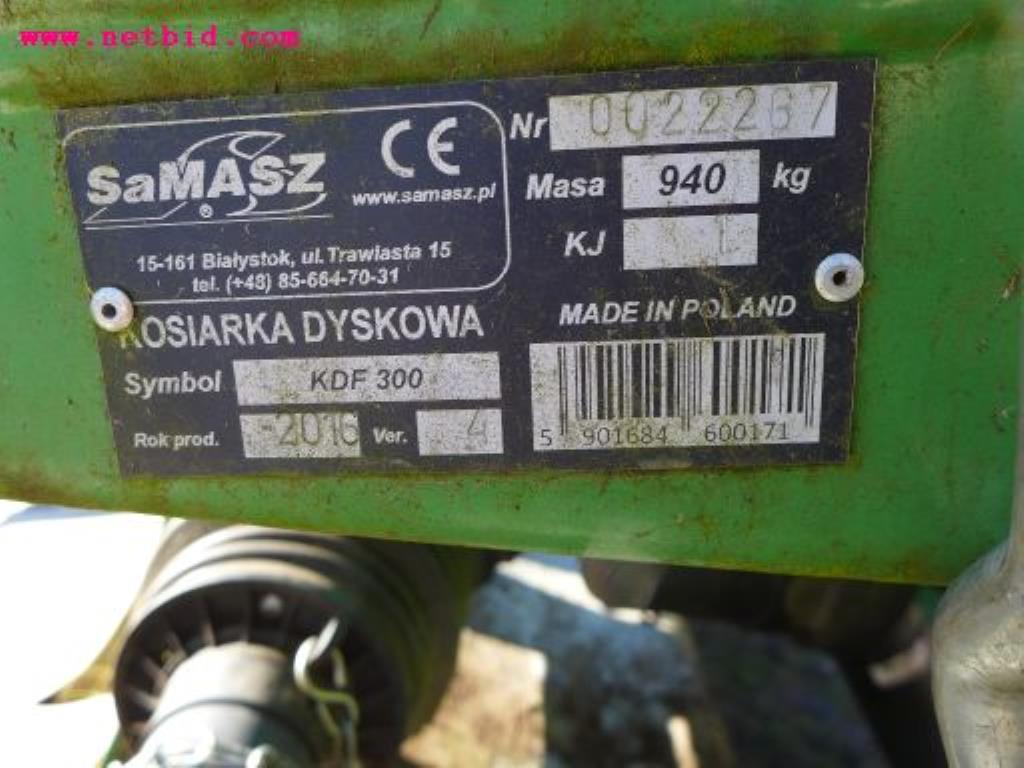 www.netbid.com
SaMASZ
®
CE
www.samasz.pl
15-161 Białystok, ul. Trawiasta 15
tel. (+48) 85-664-70-31
Nr 0022267
Masa 940 kg
KJ 1
KOSIARKA DYSKOWA
MADE IN POLAND
Symbol KDF 300
Rok prod. -2016 Ver. 4
5 901684 600171